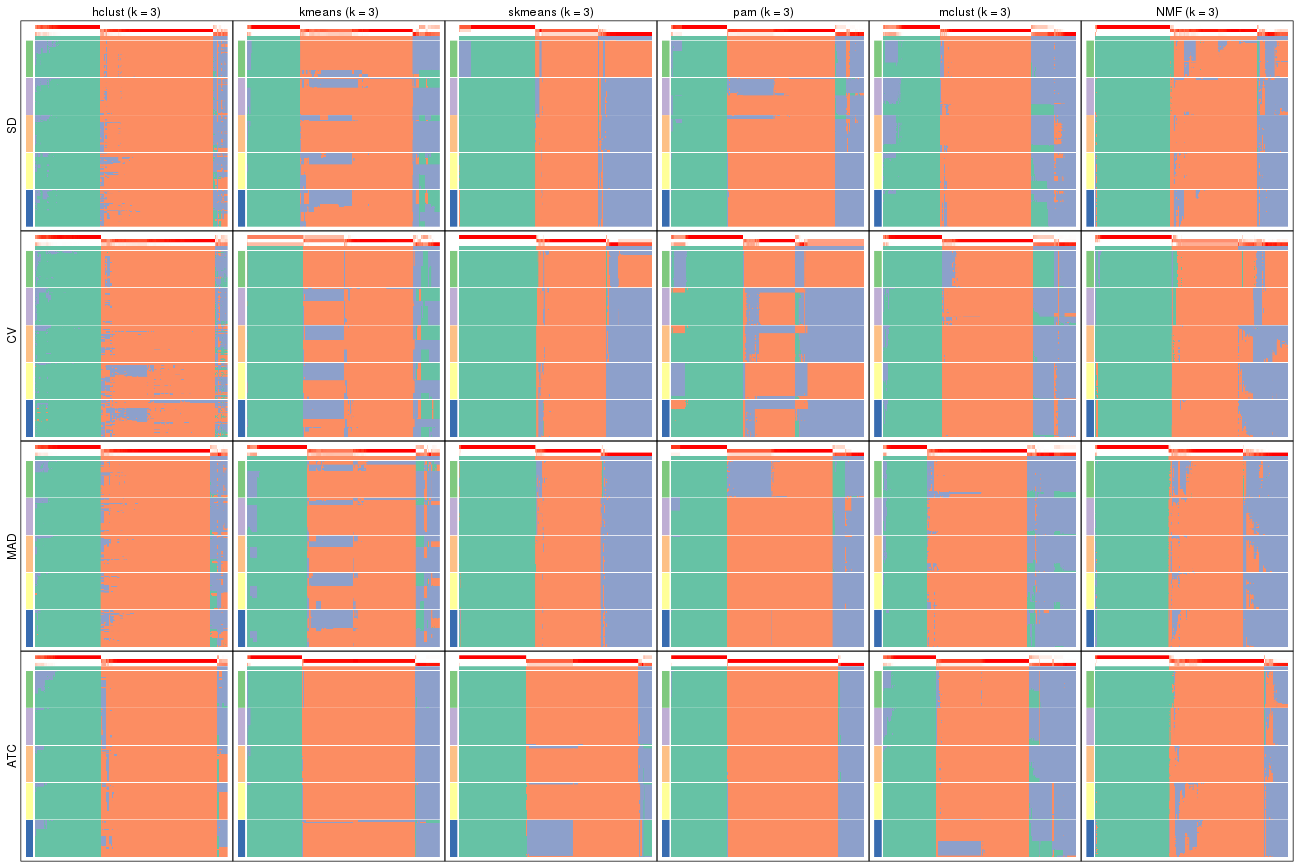 hclust (k = 3) kmeans (k = 3) skmeans (k = 3) pam (k = 3) mclust (k = 3) NMF (k = 3)
SD
CV
MAD
ATC